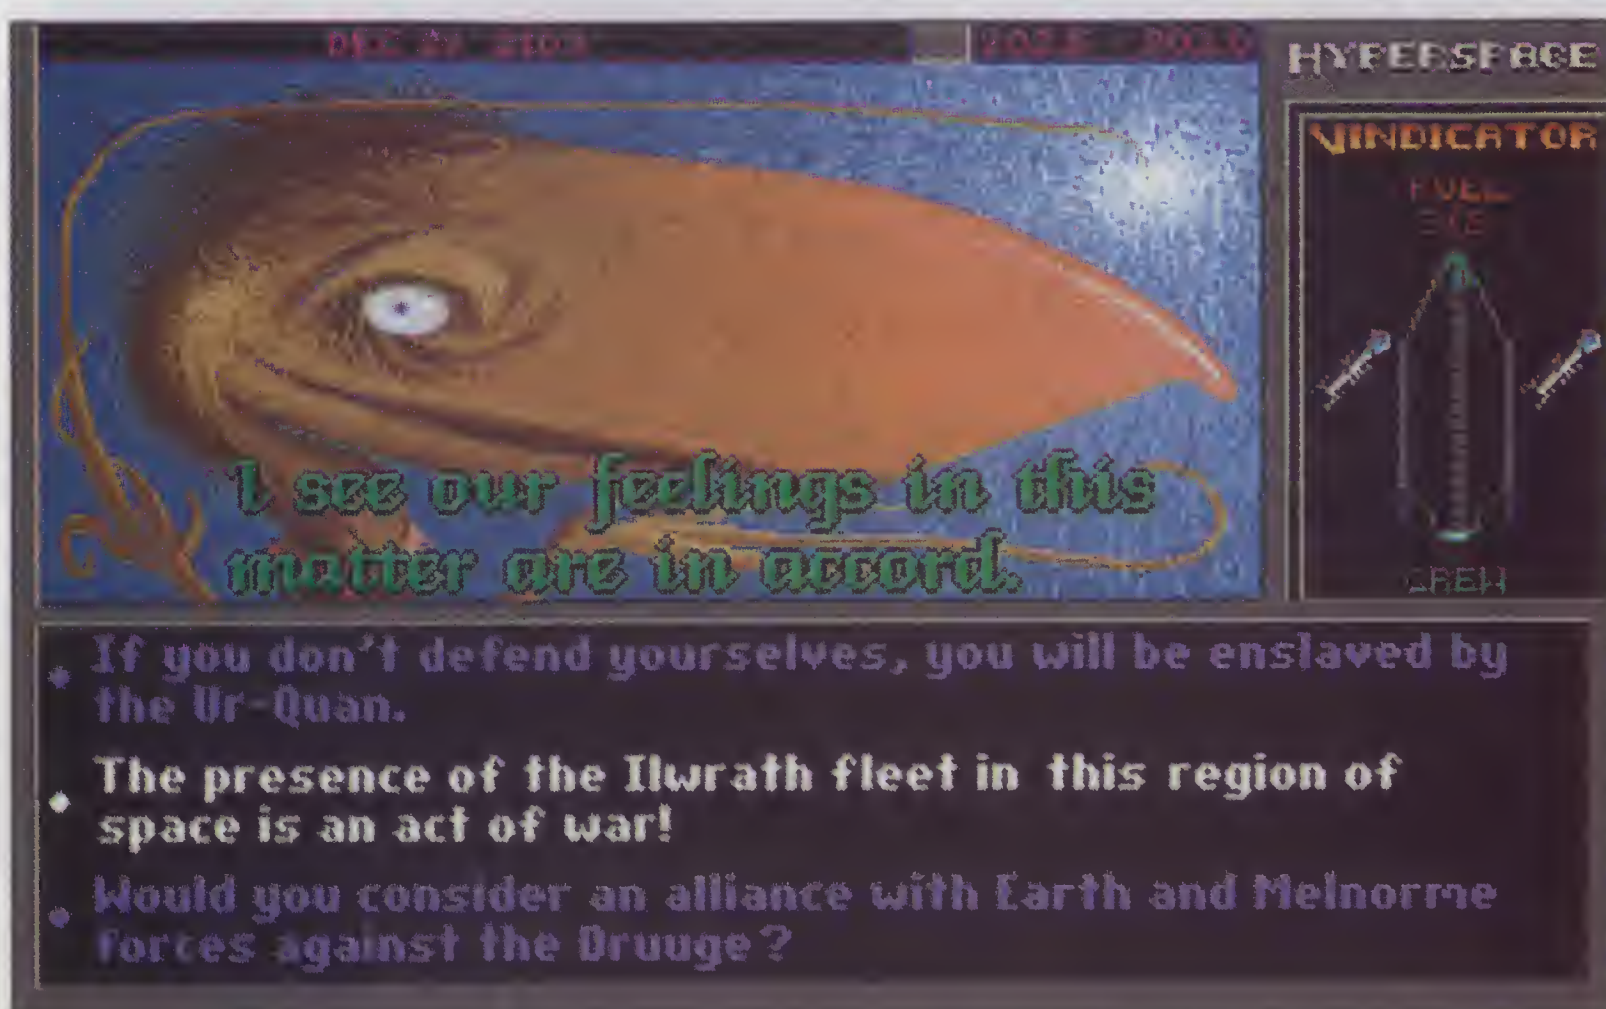 HYPERSPACE
VINDICATOR
FUEL
I see our feelings in this
matter are in accord.
CREW
If you don't defend yourselves, you will be enslaved by
the Ur-Quan.
The presence of the Ilwrath fleet in this region of
space is an act of war!
Would you consider an alliance with Earth and Melnorme
forces against the Druuge?